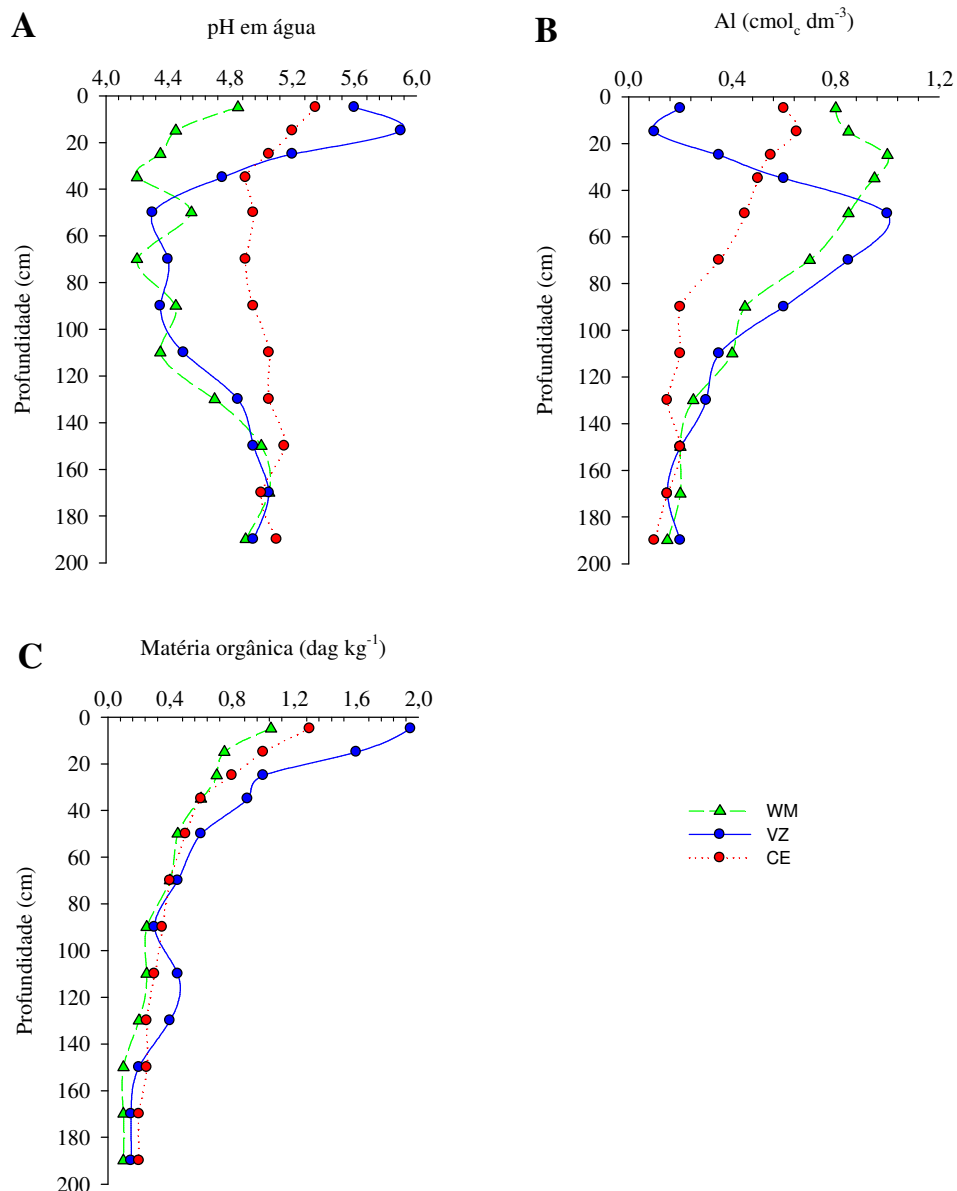 A
pH em água
4,0 4,4 4,8 5,2 5,6 6,0
0
20
40
60
80
100
120
140
160
180
200
Profundidade (cm)
B
Al (cmolc dm-3)
0,0 0,4 0,8 1,2
0
20
40
60
80
100
120
140
160
180
200
Profundidade (cm)
C
Matéria orgânica (dag kg-1)
0,0 0,4 0,8 1,2 1,6 2,0
0
20
40
60
80
100
120
140
160
180
200
Profundidade (cm)
WM
VZ
CE